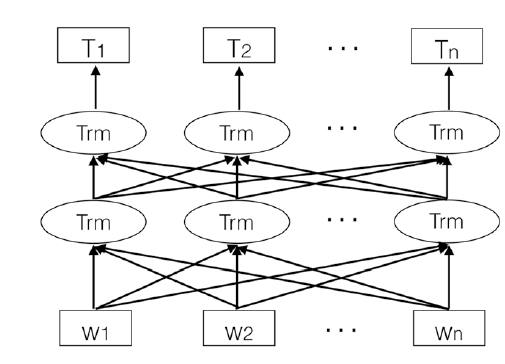 T1 T2 ... Tn
Trm Trm ... Trm
Trm Trm ... Trm
W1 W2 ... Wn